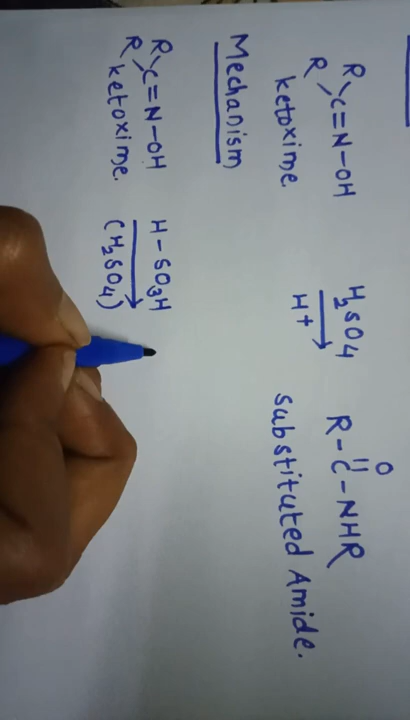 R
C=N-OH H₂SO4 O
R H+ R-C-NHR
ketoxime substituted Amide.
Mechanism
R
C=N-OH H-SO3H
R (H₂SO4)
ketoxime.